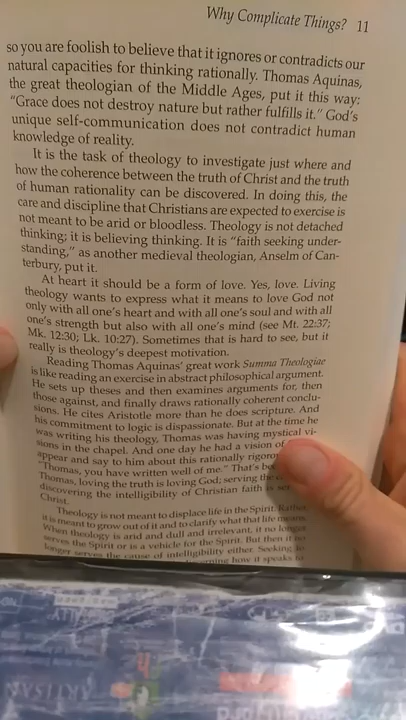 Why Complicate Things? 11
so you are foolish to believe that it ignores or contradicts our
natural capacities for thinking rationally. Thomas Aquinas,
the great theologian of the Middle Ages, put it this way:
"Grace does not destroy nature but rather fulfills it." God's
unique self-communication does not contradict human
knowledge of reality.
It is the task of theology to investigate just where and
how the coherence between the truth of Christ and the truth
of human rationality can be discovered. In doing this, the
care and discipline that Christians are expected to exercise is
not meant to be arid or bloodless. Theology is not detached
thinking; it is believing thinking. It is "faith seeking under-
standing," as another medieval theologian, Anselm of Can-
terbury, put it.
At heart it should be a form of love. Yes, love. Living
theology wants to express what it means to love God not
only with all one's heart and with all one's soul and with all
one's strength but also with all one's mind (see Mt. 22:37;
Mk. 12:30; Lk. 10:27). Sometimes that is hard to see, but it
really is theology's deepest motivation.
Reading Thomas Aquinas' great work Summa Theologiae
is like reading an exercise in abstract philosophical argument.
He sets up theses and then examines arguments for, then
those against, and finally draws rationally coherent conclu-
sions. He cites Aristotle more than he does scripture. And
his commitment to logic is dispassionate. But at the time he
was writing his theology, Thomas was having mystical vi-
sions in the chapel. And one day he had a vision of
appear and say to him about this rationally
"Thomas, you have written well of me." That's
Thomas, loving the truth is loving God; serving the
discovering the intelligibility of Christian faith is
Christ.
Theology is not meant to displace life in the Spirit. Rather,
it is meant to grow out of it and to clarify what that life means.
When theology is arid and dull and irrelevant, it no longer
serves the Spirit or is a vehicle for the Spirit. But then it no
longer serves the cause of intelligibility either. Seeking to
how it speaks to
ARTISAN